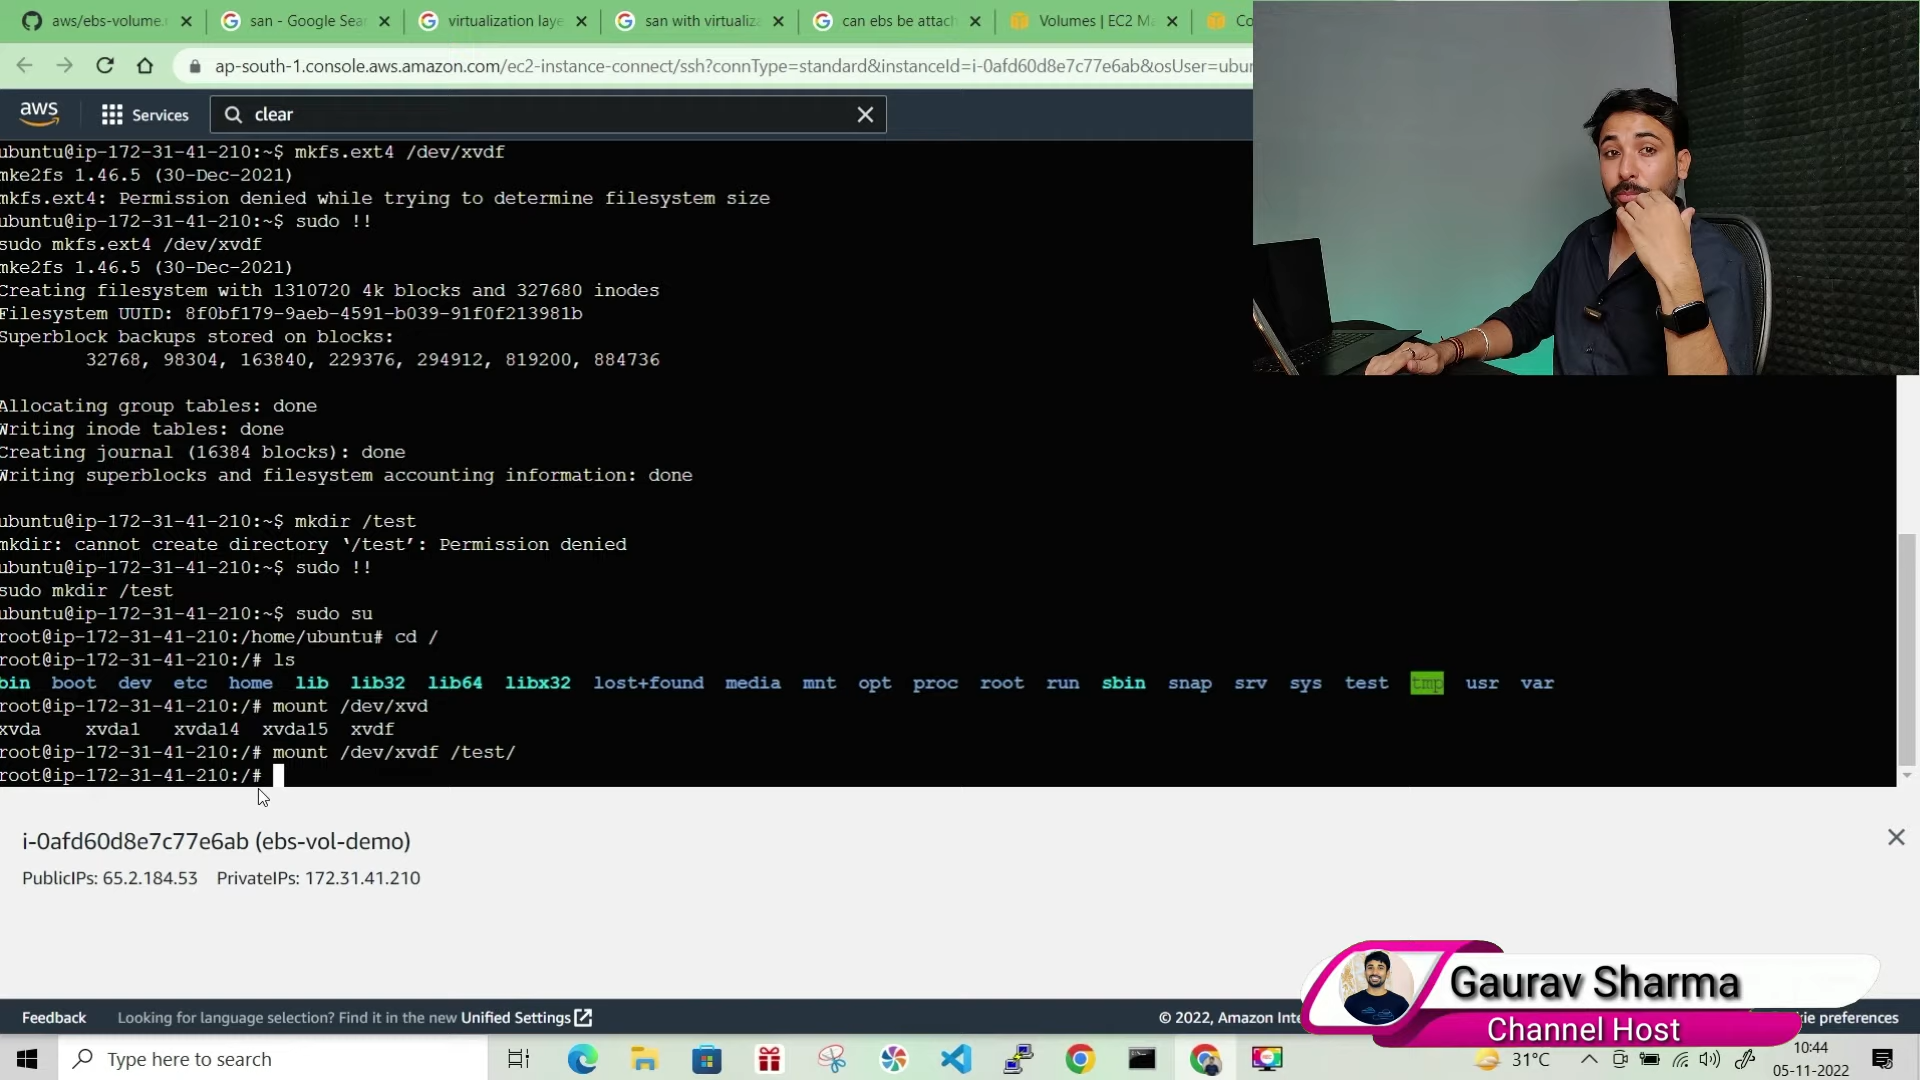 aws/ebs-volume.
san - Google Sea
virtualization laye
san with virtualiza
can ebs be attach
Volumes | EC2 Ma
Co
ap-south-1.console.aws.amazon.com/ec2-instance-connect/ssh?connType=standard&instanceId=i-0afd60d8e7c77e6ab&osUser=ubun
aws
Services
clear
ubuntu@ip-172-31-41-210:~$ mkfs.ext4 /dev/xvdf
mke2fs 1.46.5 (30-Dec-2021)
mkfs.ext4: Permission denied while trying to determine filesystem size
ubuntu@ip-172-31-41-210:~$ sudo !!
sudo mkfs.ext4 /dev/xvdf
mke2fs 1.46.5 (30-Dec-2021)
Creating filesystem with 1310720 4k blocks and 327680 inodes
Filesystem UUID: 8f0bf179-9aeb-4591-b039-91f0f213981b
Superblock backups stored on blocks:
32768, 98304, 163840, 229376, 294912, 819200, 884736
Allocating group tables: done
Writing inode tables: done
Creating journal (16384 blocks): done
Writing superblocks and filesystem accounting information: done
ubuntu@ip-172-31-41-210:~$ mkdir /test
mkdir: cannot create directory ‘/test’: Permission denied
ubuntu@ip-172-31-41-210:~$ sudo !!
sudo mkdir /test
ubuntu@ip-172-31-41-210:~$ sudo su
root@ip-172-31-41-210:/home/ubuntu# cd /
root@ip-172-31-41-210:/# ls
bin boot dev etc home lib lib32 lib64 libx32 lost+found media mnt opt proc root run sbin snap srv sys test tmp usr var
root@ip-172-31-41-210:/# mount /dev/xvd
xvda xvda1 xvda14 xvda15 xvdf
root@ip-172-31-41-210:/# mount /dev/xvdf /test/
root@ip-172-31-41-210:/#
i-0afd60d8e7c77e6ab (ebs-vol-demo)
PublicIPs: 65.2.184.53 PrivateIPs: 172.31.41.210
Gaurav Sharma
Channel Host
Feedback Looking for language selection? Find it in the new Unified Settings © 2022, Amazon Inte kie preferences
Type here to search
31°C
10:44
05-11-2022